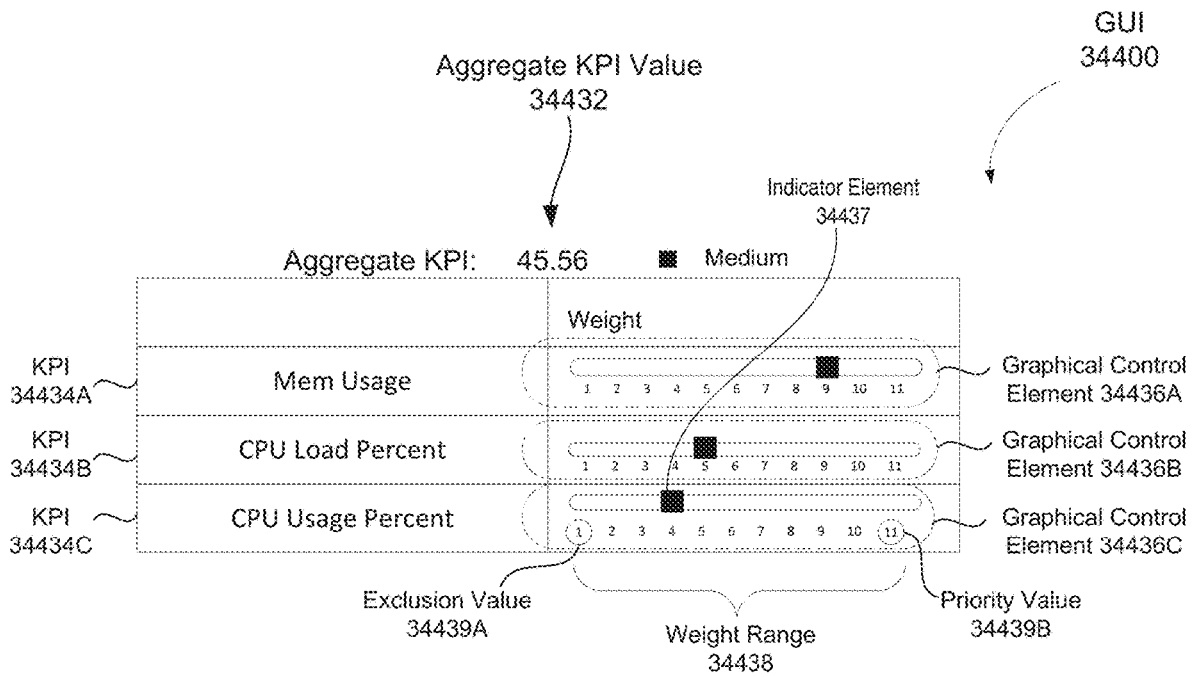 GUI
34400
Aggregate KPI Value
34432
Indicator Element
34437
Aggregate KPI: 45.56 Medium
Weight
KPI
34434A
Mem Usage
1 2 3 4 5 6 7 8 9 10 11
Graphical Control
Element 34436A
KPI
34434B
CPU Load Percent
1 2 3 4 5 6 7 8 9 10 11
Graphical Control
Element 34436B
KPI
34434C
CPU Usage Percent
1 2 3 4 5 6 7 8 9 10 11
Graphical Control
Element 34436C
Exclusion Value
34439A
Weight Range
34438
Priority Value
34439B